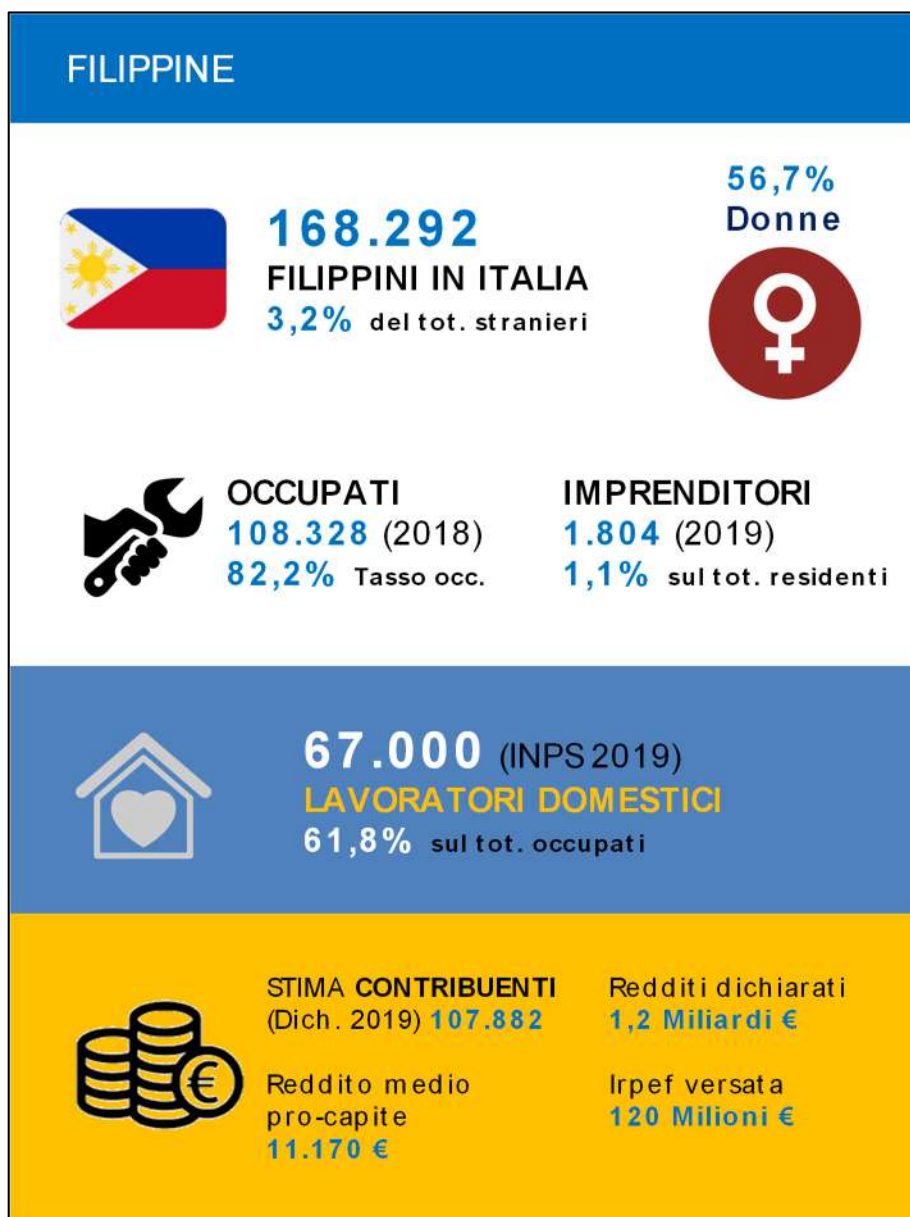 FILIPPINE
168.292
FILIPPINI IN ITALIA
3,2% del tot. stranieri
56,7%
Donne
OCCUPATI
108.328 (2018)
82,2% Tasso occ.
IMPRENDITORI
1.804 (2019)
1,1% sul tot. residenti
67.000 (INPS 2019)
LAVORATORI DOMESTICI
61,8% sul tot. occupati
STIMA CONTRIBUENTI
(Dich. 2019) 107.882
Redditi dichiarati
1,2 Miliardi €
Reddito medio
pro-capite
11.170 €
Irpef versata
120 Milioni €
€